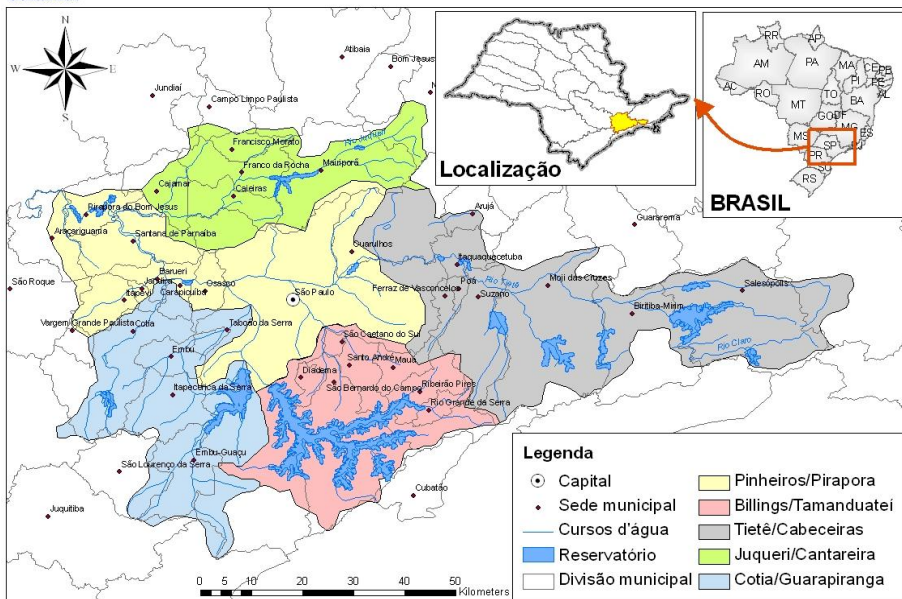 N
W
E
S
Atibaia
Bom Jesus
Jundiaí
Campo Limpo Paulista
Francisco Morato
Franco da Rocha
Mairiporã
Cajamar
Caieiras
Pirapora do Bom Jesus
Araçariguama
Santana de Parnaíba
Guarulhos
Arujá
Guararema
Itaquaquecetuba
São Roque
Barueri
Jandira
Carapicuíba
Osasco
Itapevi
São Paulo
Ferraz de Vasconcelos
Poá
Suzano
Rio Tietê
Moji das Cruzes
Biritiba-Mirim
Salesópolis
Rio Claro
Vargem Grande Paulista
Cotia
Taboão da Serra
São Caetano do Sul
Embu
Santo André
Mauá
Diadema
São Bernardo do Campo
Ribeirão Pires
Rio Grande da Serra
Itapecerica da Serra
Embu-Guaçu
São Lourenço da Serra
Juquitiba
Cubatão
0 10 20 30 40 50
Kilometers
Localização
BRASIL
RR
AP
AM
PA
MA
CE
PI
AC
RO
TO
BA
AL
MT
GO
DF
MG
ES
MS
SP
PR
SC
RS
Legenda
Capital
Sede municipal
Cursos d'água
Reservatório
Divisão municipal
Pinheiros/Pirapora
Billings/Tamanduateí
Tietê/Cabeceiras
Juqueri/Cantareira
Cotia/Guarapiranga